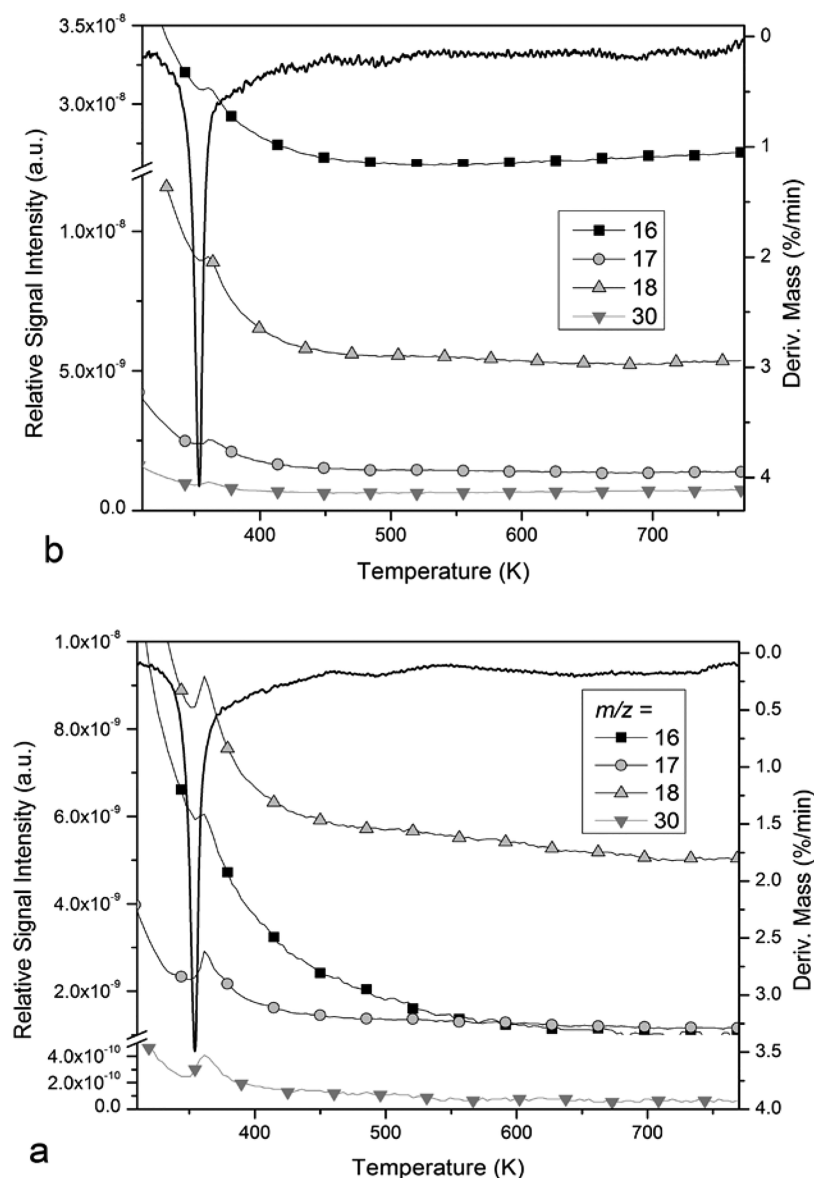 3.5x10⁻⁸
3.0x10⁻⁸
1.0x10⁻⁸
5.0x10⁻⁹
0.0
Relative Signal Intensity (a.u.)
16
17
18
30
0
1
2
3
4
Deriv. Mass (%/min)
400 500 600 700
Temperature (K)
b
1.0x10⁻⁸
8.0x10⁻⁹
6.0x10⁻⁹
4.0x10⁻⁹
2.0x10⁻⁹
4.0x10⁻¹⁰
2.0x10⁻¹⁰
0.0
Relative Signal Intensity (a.u.)
m/z =
16
17
18
30
0.0
0.5
1.0
1.5
2.0
2.5
3.0
3.5
4.0
Deriv. Mass (%/min)
400 500 600 700
Temperature (K)
a